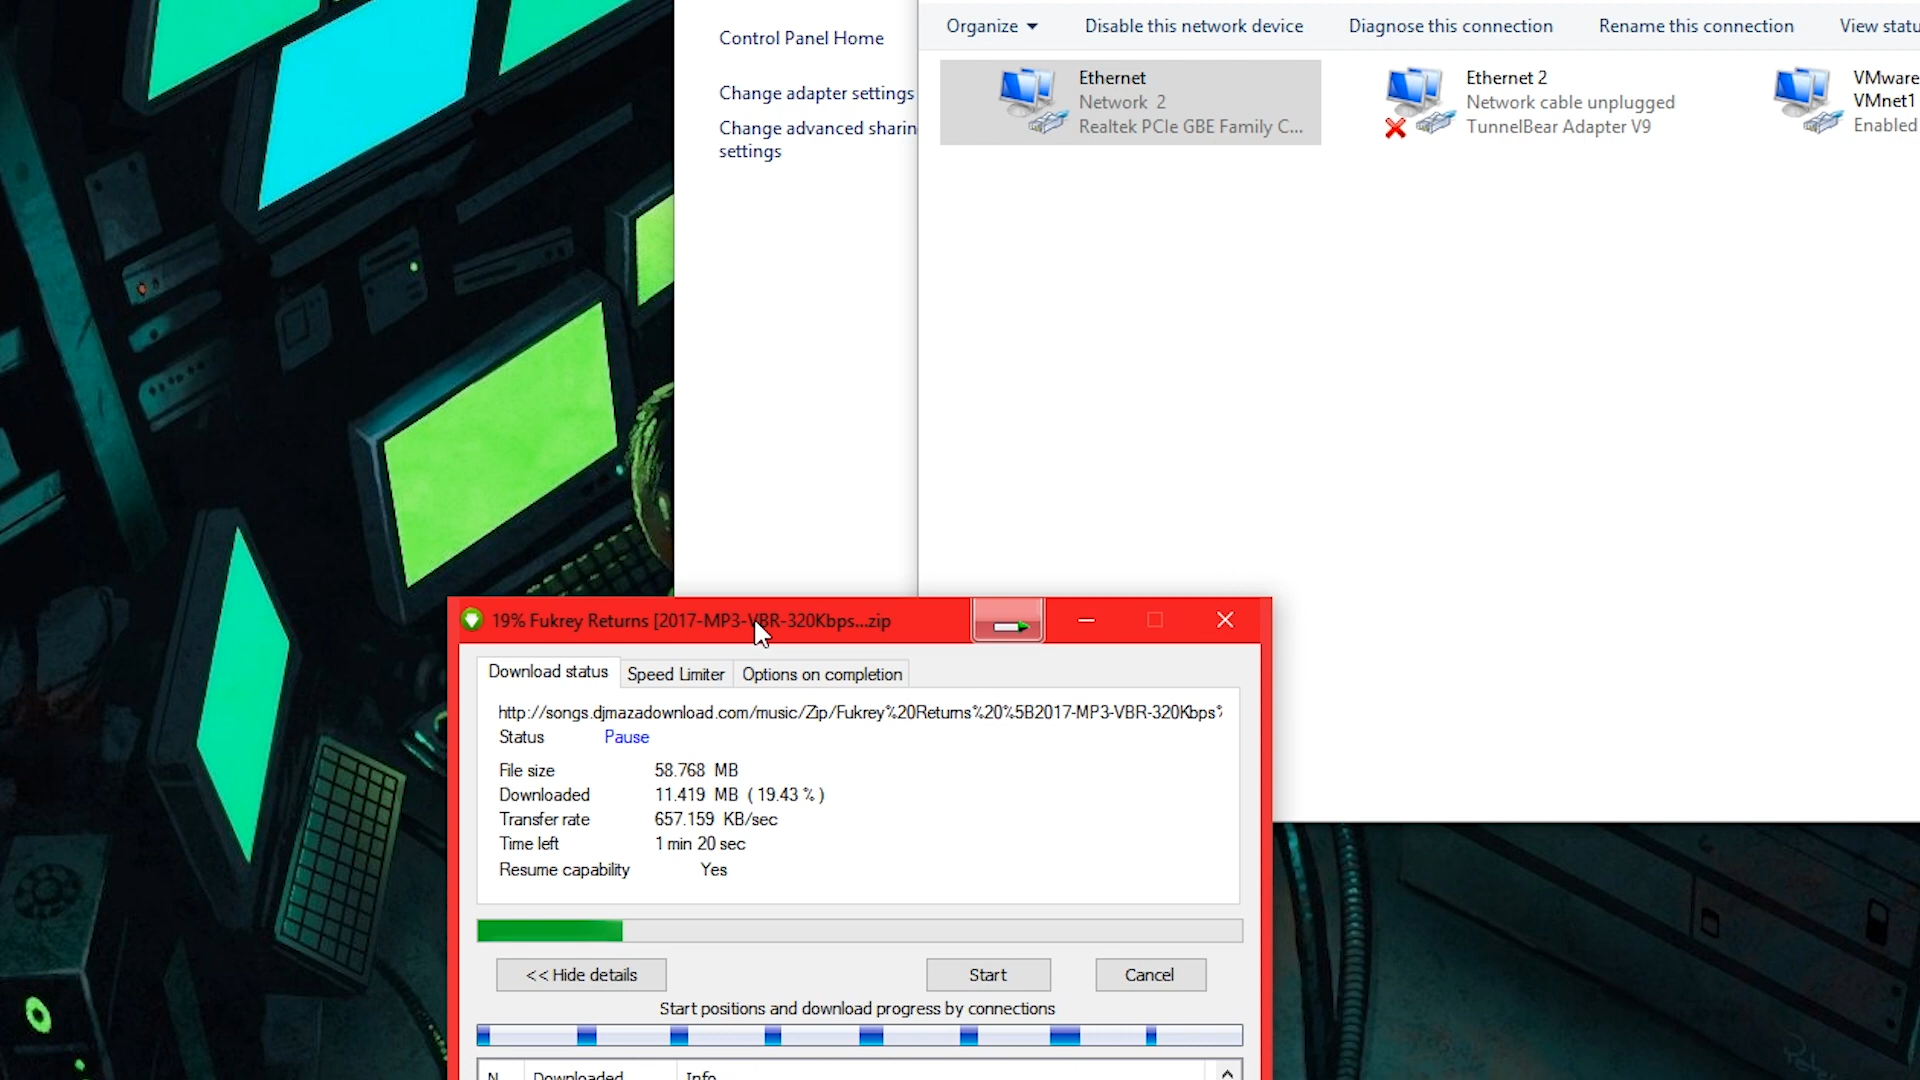 Control Panel Home
Change adapter settings
Change advanced sharin
settings
Organize
Disable this network device
Diagnose this connection
Rename this connection
View statu
Ethernet
Network 2
Realtek PCIe GBE Family C...
Ethernet 2
Network cable unplugged
TunnelBear Adapter V9
VMware
VMnet1
Enabled
19% Fukrey Returns [2017-MP3-VBR-320Kbps...zip
Download status
Speed Limiter
Options on completion
http://songs.djmazadownload.com/music/Zip/Fukrey%20Returns%20%5B2017-MP3-VBR-320Kbps%
Status Pause
File size 58.768 MB
Downloaded 11.419 MB ( 19.43 % )
Transfer rate 657.159 KB/sec
Time left 1 min 20 sec
Resume capability Yes
<< Hide details
Start
Cancel
Start positions and download progress by connections
N. Downloaded Info